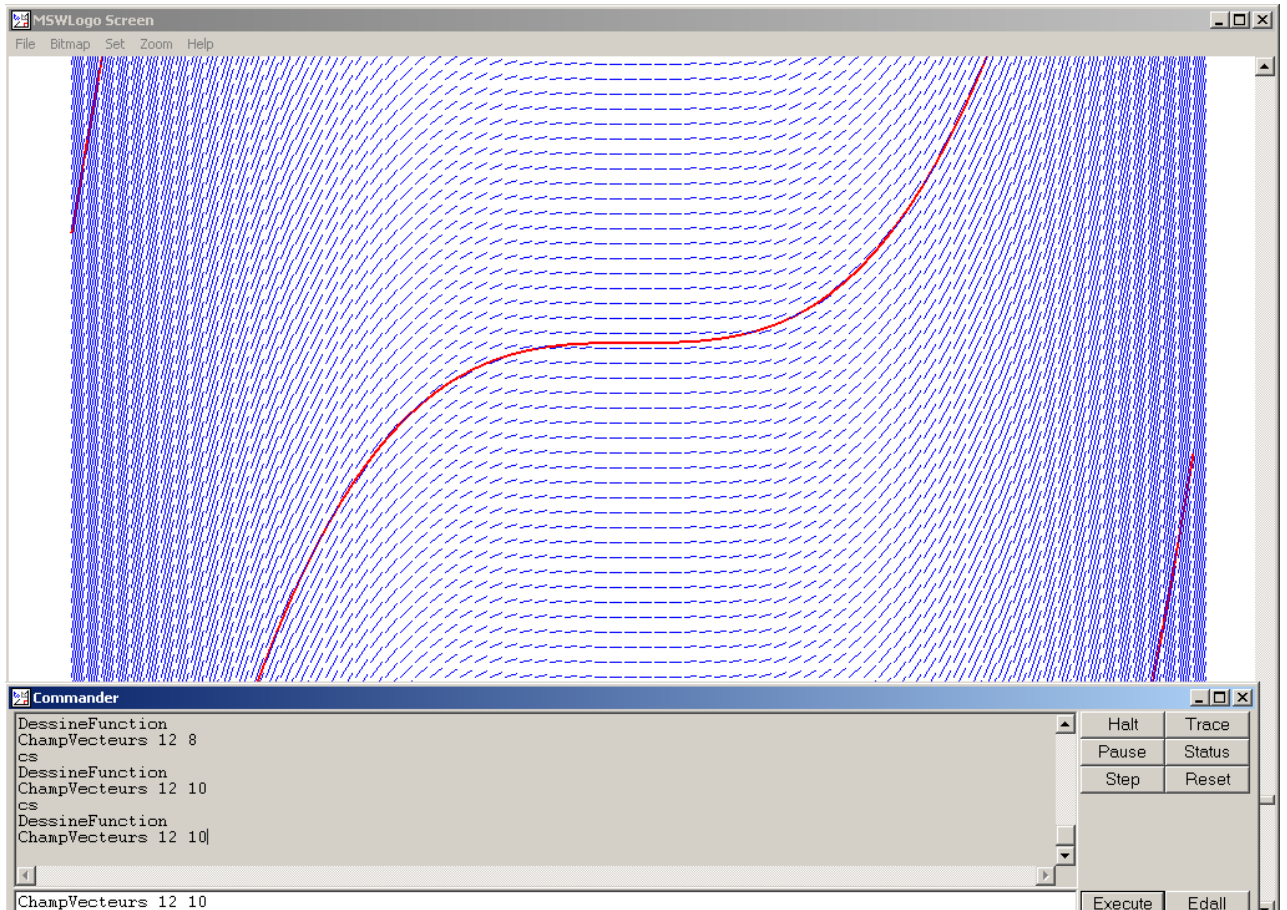 MSWLogo Screen
File Bitmap Set Zoom Help
Commander
DessineFunction
ChampVecteurs 12 8
cs
DessineFunction
ChampVecteurs 12 10
cs
DessineFunction
ChampVecteurs 12 10
Halt Trace
Pause Status
Step Reset
ChampVecteurs 12 10
Execute Edall